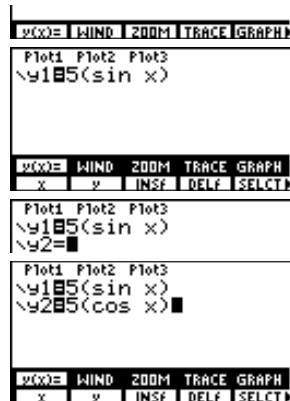 y(x)= WIND ZOOM TRACE GRAPH
Plot1 Plot2 Plot3
\y1=5(sin x)
y(x)= WIND ZOOM TRACE GRAPH
x y INSf DELf SELCT
Plot1 Plot2 Plot3
\y1=5(sin x)
\y2=
Plot1 Plot2 Plot3
\y1=5(sin x)
\y2=5(cos x)
y(x)= WIND ZOOM TRACE GRAPH
x y INSf DELf SELCT